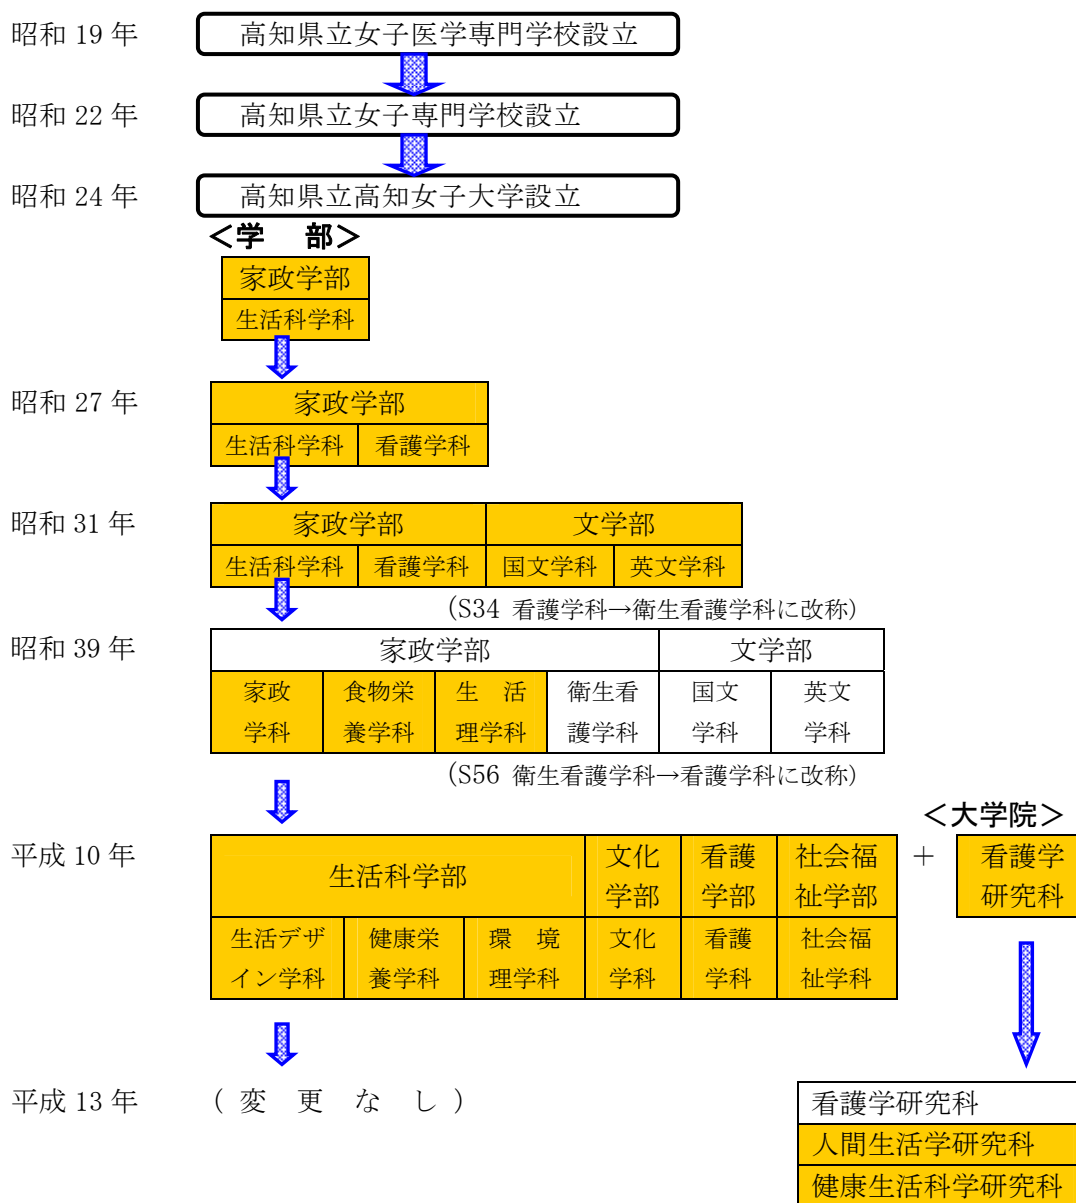 昭和 19 年 高知県立女子医学専門学校設立
昭和 22 年 高知県立女子専門学校設立
昭和 24 年 高知県立高知女子大学設立
＜学　部＞
家政学部
生活科学科
昭和 27 年 家政学部
生活科学科 看護学科
昭和 31 年 家政学部 文学部
生活科学科 看護学科 国文学科 英文学科
(S34 看護学科→衛生看護学科に改称)
昭和 39 年 家政学部 文学部
家政 食物栄 生　活 衛生看 国文 英文
学科 養学科 理学科 護学科 学科 学科
(S56 衛生看護学科→看護学科に改称)
＜大学院＞
平成 10 年 生活科学部 文化 看護 社会福 ＋ 看護学
学部 学部 祉学部 研究科
生活デザ 健康栄 環　境 文化 看護 社会福
イン学科 養学科 理学科 学科 学科 祉学科
平成 13 年 （ 変 更 な し ） 看護学研究科
人間生活学研究科
健康生活科学研究科